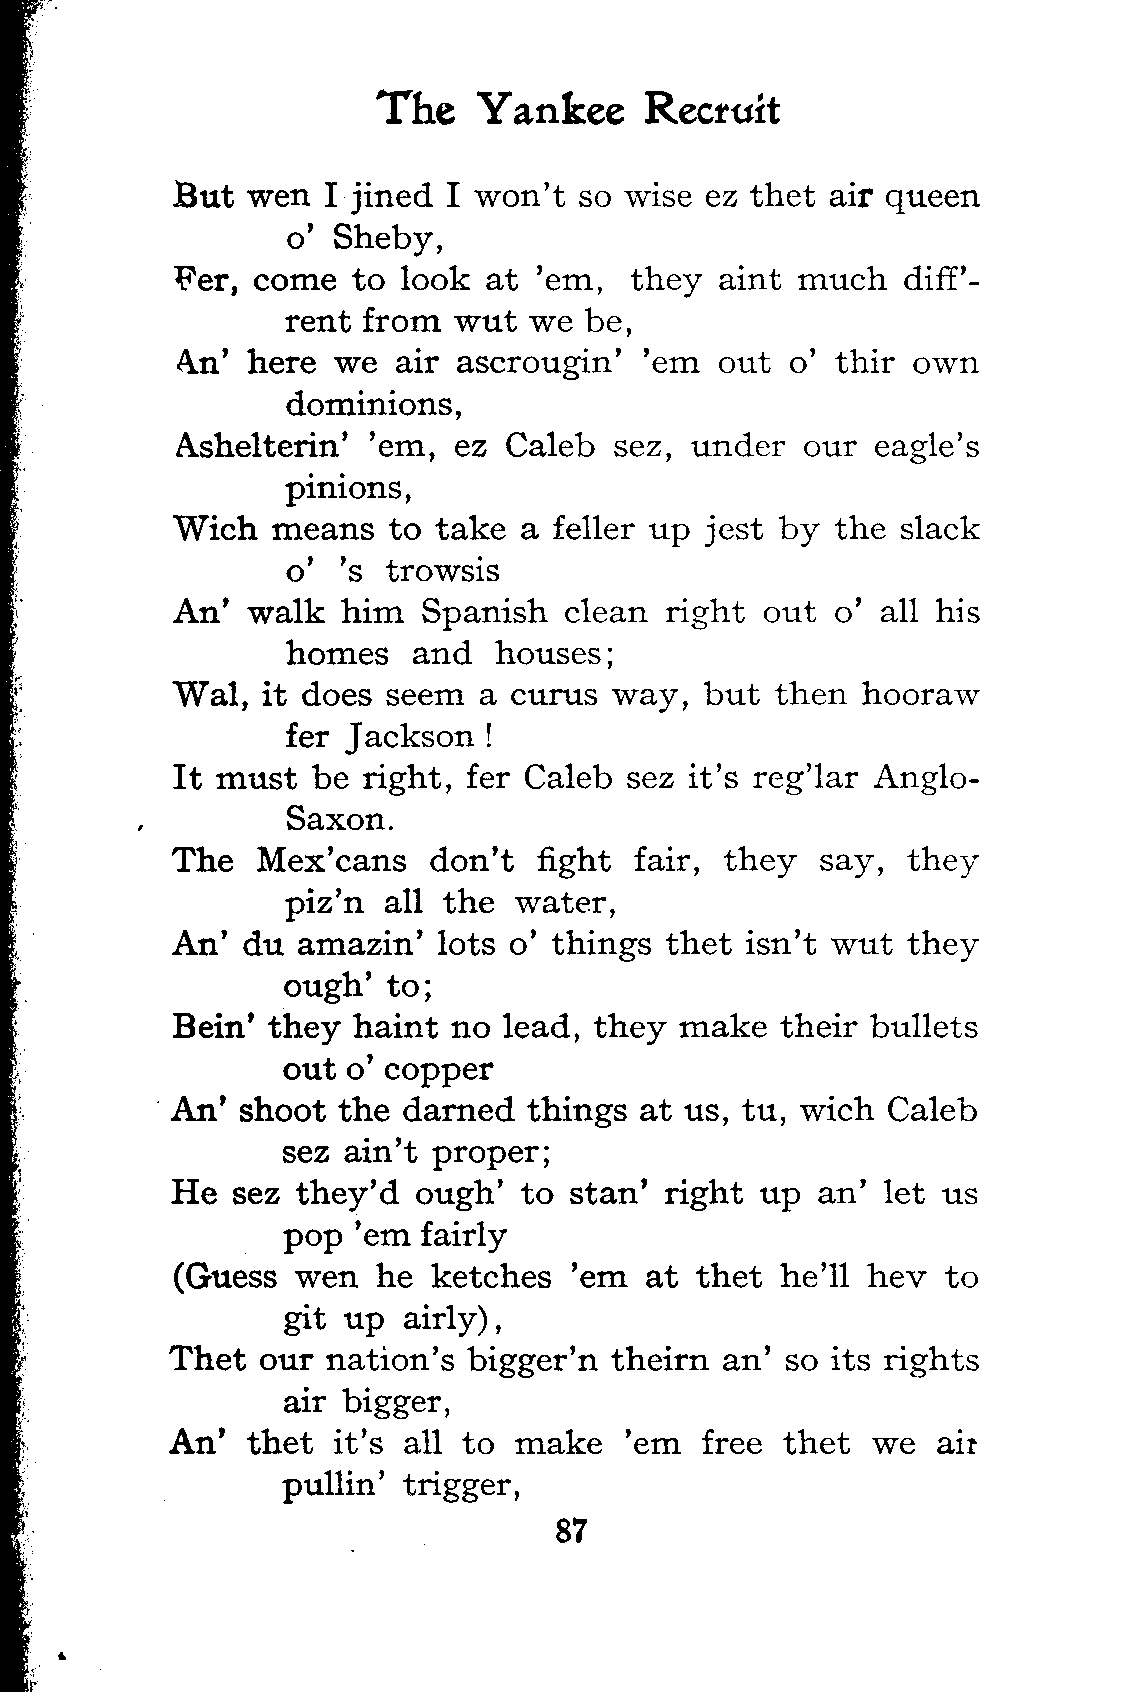 The Yankee Recruit
But wen I jined I won't so wise ez thet air queen
o' Sheby,
Fer, come to look at 'em, they aint much diff'-
rent from wut we be,
An' here we air ascrougin' 'em out o' thir own
dominions,
Ashelterin' 'em, ez Caleb sez, under our eagle's
pinions,
Wich means to take a feller up jest by the slack
o' 's trowsis
An' walk him Spanish clean right out o' all his
homes and houses;
Wal, it does seem a curus way, but then hooraw
fer Jackson !
It must be right, fer Caleb sez it's reg'lar Anglo-
Saxon.
The Mex'cans don't fight fair, they say, they
piz'n all the water,
An' du amazin' lots o' things thet isn't wut they
ough' to;
Bein' they haint no lead, they make their bullets
out o' copper
An' shoot the darned things at us, tu, wich Caleb
sez ain't proper;
He sez they'd ough' to stan' right up an' let us
pop 'em fairly
(Guess wen he ketches 'em at thet he'll hev to
git up airly),
Thet our nation's bigger'n theirn an' so its rights
air bigger,
An' thet it's all to make 'em free thet we air
pullin' trigger,
87